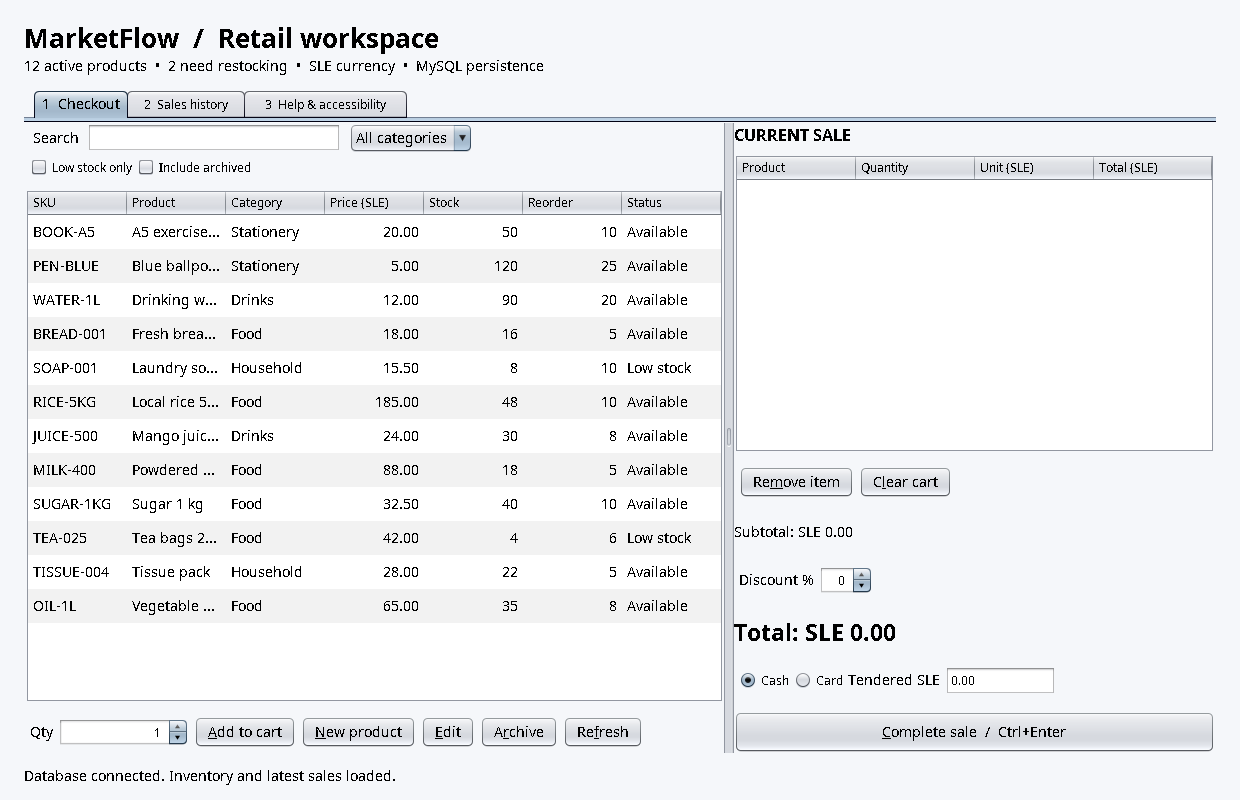 MarketFlow / Retail workspace
12 active products • 2 need restocking • SLE currency • MySQL persistence
1 Checkout 2 Sales history 3 Help & accessibility
Search All categories
Low stock only Include archived
SKU Product Category Price (SLE) Stock Reorder Status
BOOK-A5 A5 exercise... Stationery 20.00 50 10 Available
PEN-BLUE Blue ballpo... Stationery 5.00 120 25 Available
WATER-1L Drinking w... Drinks 12.00 90 20 Available
BREAD-001 Fresh brea... Food 18.00 16 5 Available
SOAP-001 Laundry so... Household 15.50 8 10 Low stock
RICE-5KG Local rice 5... Food 185.00 48 10 Available
JUICE-500 Mango juic... Drinks 24.00 30 8 Available
MILK-400 Powdered ... Food 88.00 18 5 Available
SUGAR-1KG Sugar 1 kg Food 32.50 40 10 Available
TEA-025 Tea bags 2... Food 42.00 4 6 Low stock
TISSUE-004 Tissue pack Household 28.00 22 5 Available
OIL-1L Vegetable ... Food 65.00 35 8 Available
Qty 1 Add to cart New product Edit Archive Refresh
CURRENT SALE
Product Quantity Unit (SLE) Total (SLE)
Remove item Clear cart
Subtotal: SLE 0.00
Discount % 0
Total: SLE 0.00
Cash Card Tendered SLE 0.00
Complete sale / Ctrl+Enter
Database connected. Inventory and latest sales loaded.